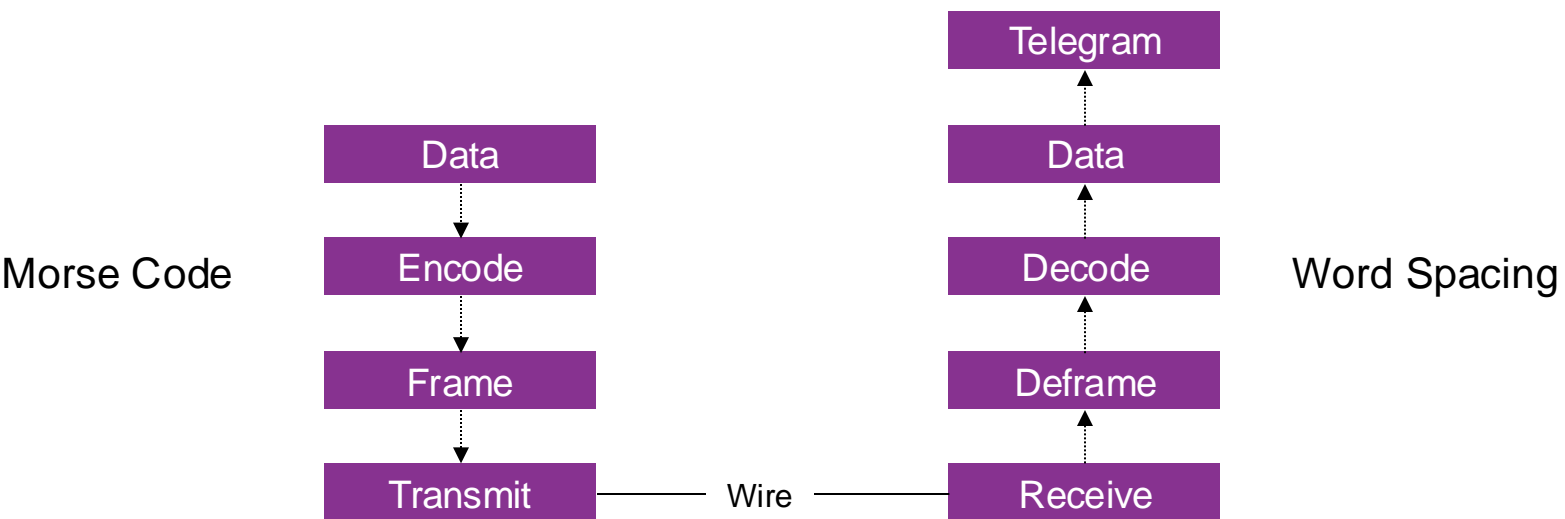 Morse Code
Data
Encode
Frame
Transmit
Wire
Telegram
Data
Decode
Deframe
Receive
Word Spacing